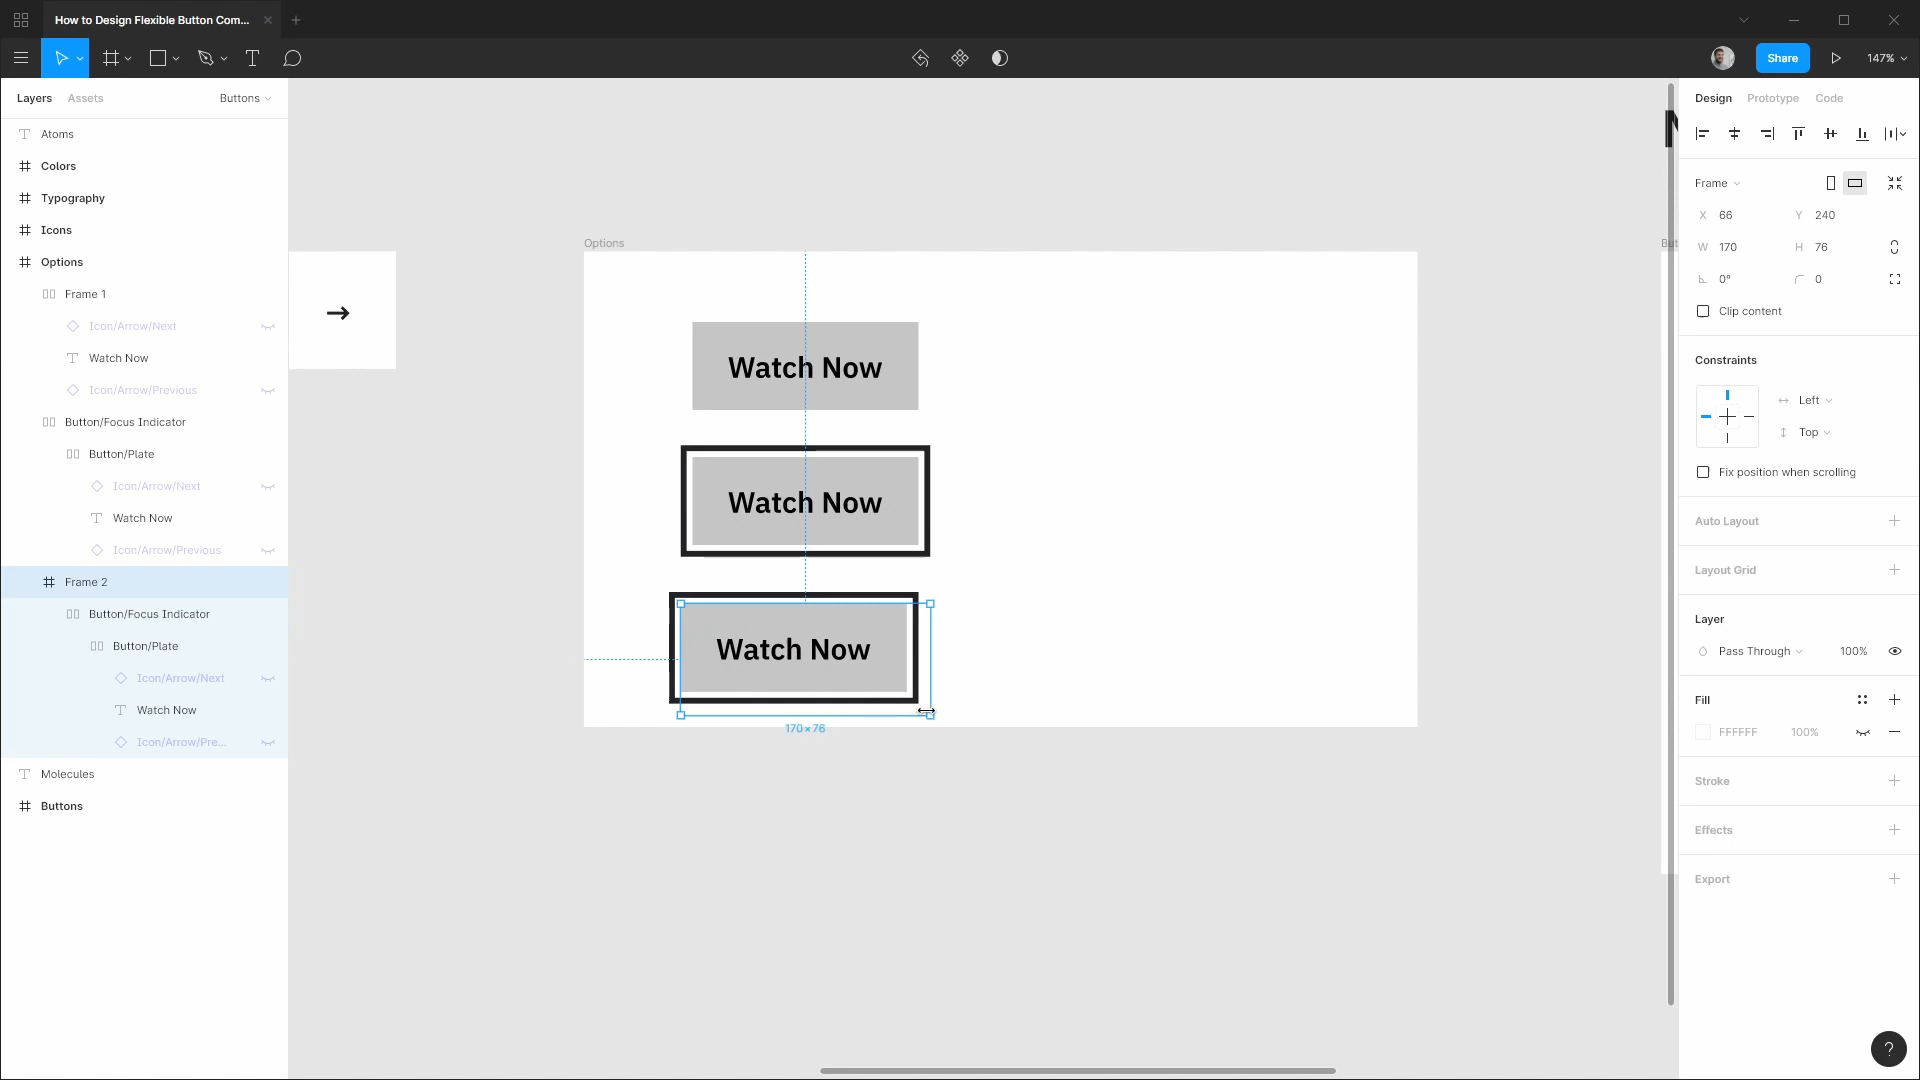 How to Design Flexible Button Com...
Share
147%
Layers
Assets
Buttons
Design
Prototype
Code
Atoms
Colors
Typography
Icons
Options
Frame 1
Icon/Arrow/Next
Watch Now
Icon/Arrow/Previous
Button/Focus Indicator
Button/Plate
Icon/Arrow/Next
Watch Now
Icon/Arrow/Previous
Frame 2
Button/Focus Indicator
Button/Plate
Icon/Arrow/Next
Watch Now
Icon/Arrow/Pre...
Molecules
Buttons
Options
Watch Now
Watch Now
Watch Now
170 × 76
But
Frame
X 66 Y 240
W 170 H 76
0° 0
Clip content
Constraints
Left
Top
Fix position when scrolling
Auto Layout
Layout Grid
Layer
Pass Through 100%
Fill
FFFFFF 100%
Stroke
Effects
Export
?